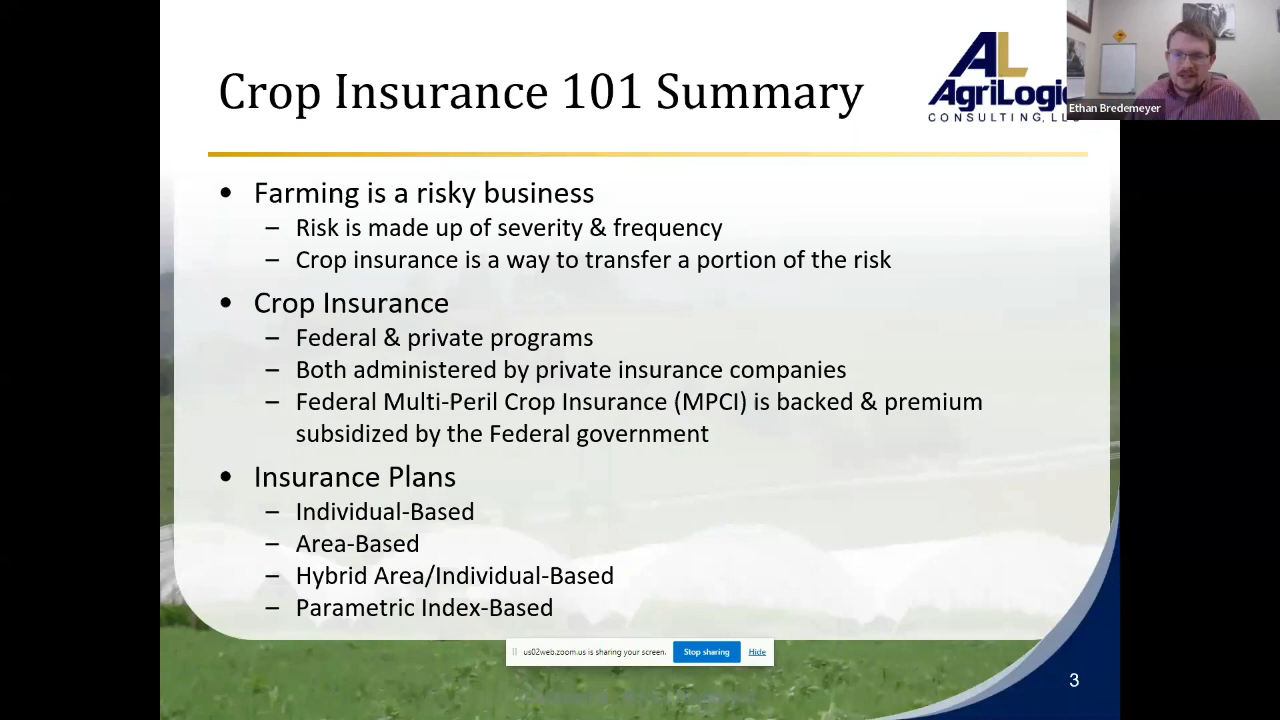 Crop Insurance 101 Summary
AL
AgriLogic
CONSULTING, LL
Ethan Bredemeyer
• Farming is a risky business
– Risk is made up of severity & frequency
– Crop insurance is a way to transfer a portion of the risk
• Crop Insurance
– Federal & private programs
– Both administered by private insurance companies
– Federal Multi-Peril Crop Insurance (MPCI) is backed & premium
subsidized by the Federal government
• Insurance Plans
– Individual-Based
– Area-Based
– Hybrid Area/Individual-Based
– Parametric Index-Based
us02web.zoom.us is sharing your screen. Stop sharing Hide
3